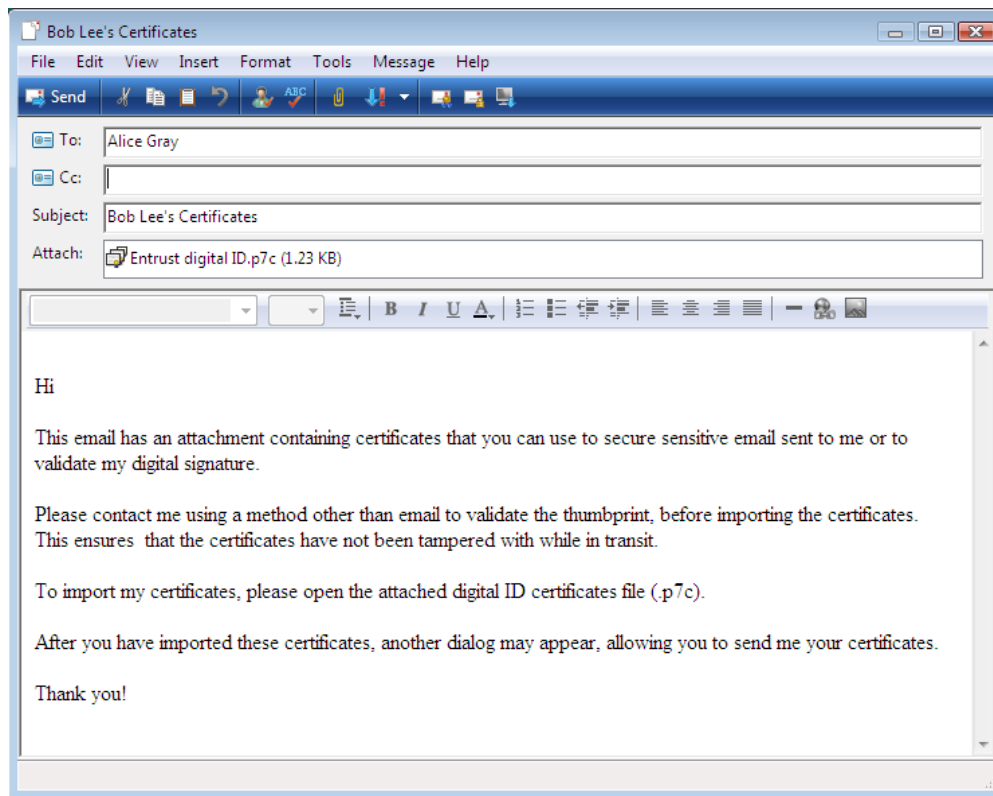 Bob Lee's Certificates
File Edit View Insert Format Tools Message Help
Send ABC
To: Alice Gray
Cc:
Subject: Bob Lee's Certificates
Attach: Entrust digital ID.p7c (1.23 KB)
B I U A
Hi
This email has an attachment containing certificates that you can use to secure sensitive email sent to me or to
validate my digital signature.
Please contact me using a method other than email to validate the thumbprint, before importing the certificates.
This ensures  that the certificates have not been tampered with while in transit.
To import my certificates, please open the attached digital ID certificates file (.p7c).
After you have imported these certificates, another dialog may appear, allowing you to send me your certificates.
Thank you!